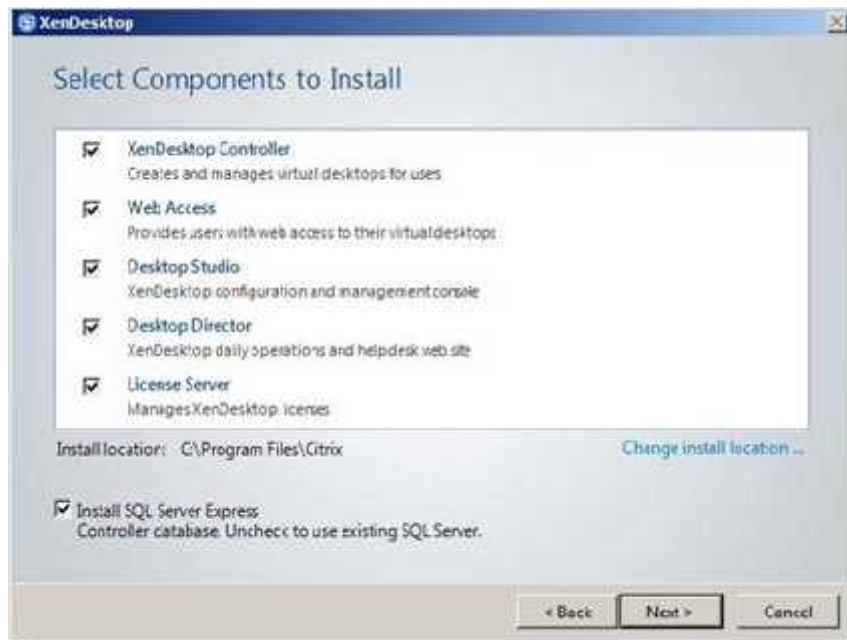 XenDesktop
Select Components to Install
XenDesktop Controller
Creates and manages virtual desktops for uses
Web Access
Provides users with web access to their virtual desktops
Desktop Studio
XenDesktop configuration and management console
Desktop Director
XenDesktop daily operations and helpdesk web site
License Server
Manages XenDesktop licenses
Install location: C:\Program Files\Citrix
Change install location ...
Install SQL Server Express
Controller database. Uncheck to use existing SQL Server.
< Back
Next >
Cancel